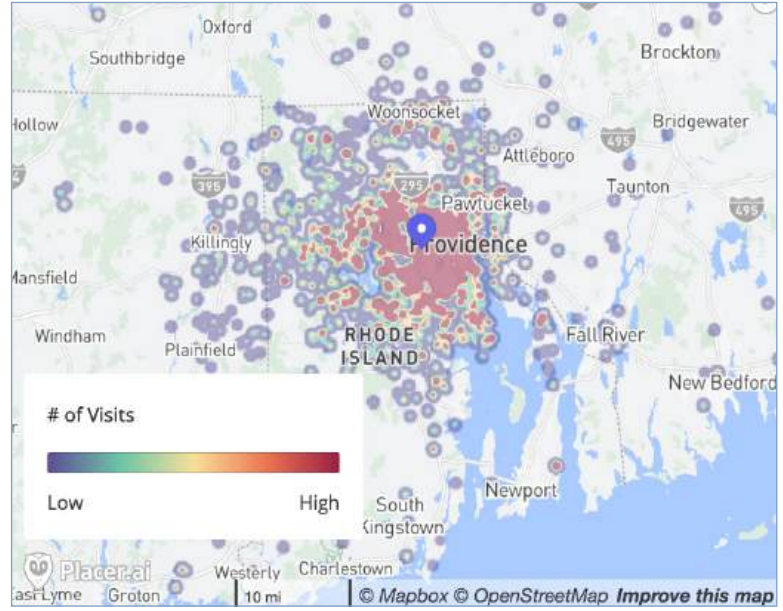 Oxford
Southbridge
Brockton
Hollow
Woonsocket
Bridgewater
495
Attleboro
395
295
Taunton
Pawtucket
495
Killingly
Providence
Mansfield
Windham
Plainfield
RHODE
ISLAND
Fall River
New Bedford
# of Visits
Low
High
Newport
South
Kingstown
Placer.ai
Westerly
Charlestown
East Lyme
Groton
10 mi
© Mapbox © OpenStreetMap Improve this map